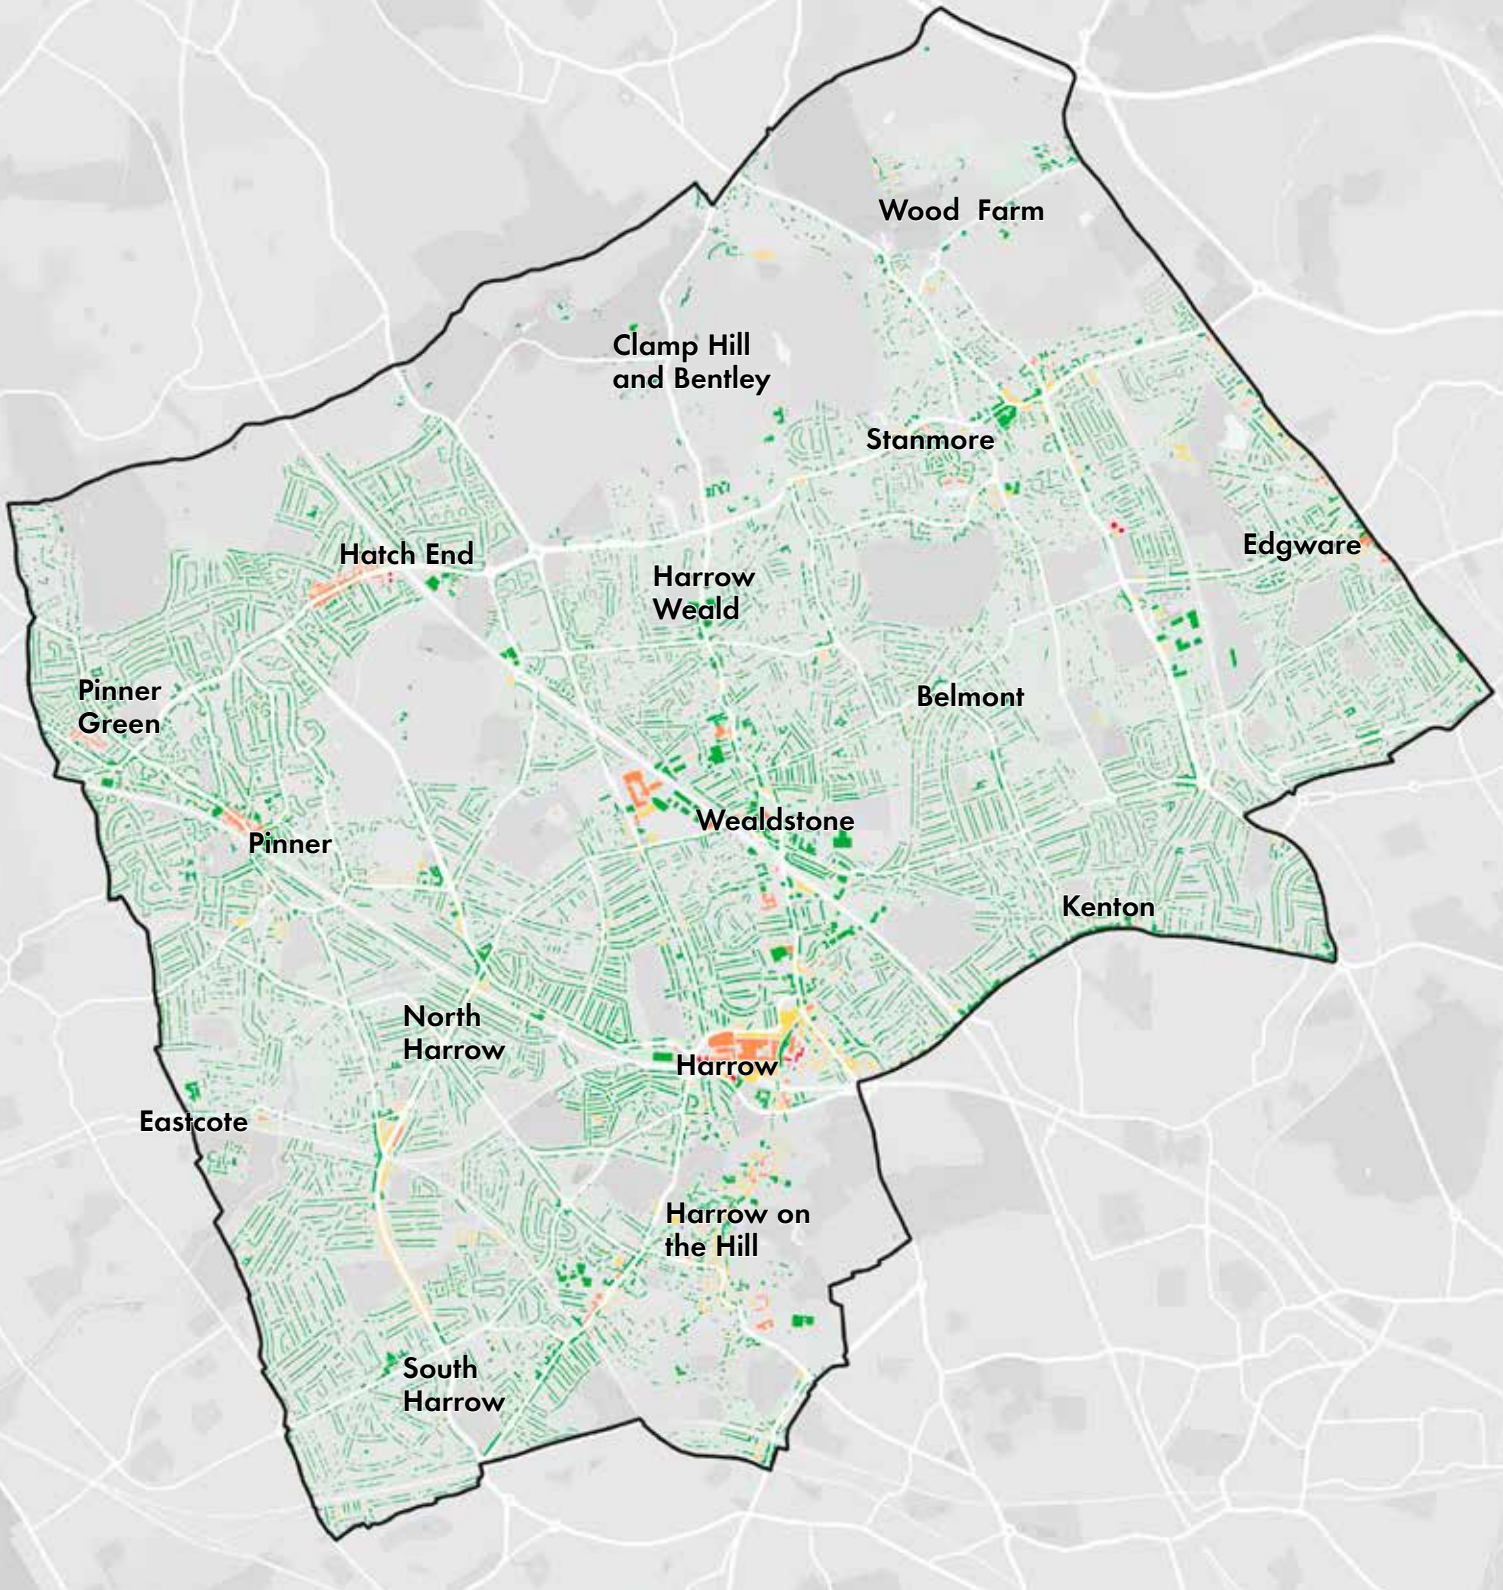 Wood Farm
Clamp Hill
and Bentley
Stanmore
Hatch End
Edgware
Harrow
Weald
Pinner
Green
Belmont
Wealdstone
Pinner
Kenton
North
Harrow
Harrow
Eastcote
Harrow on
the Hill
South
Harrow